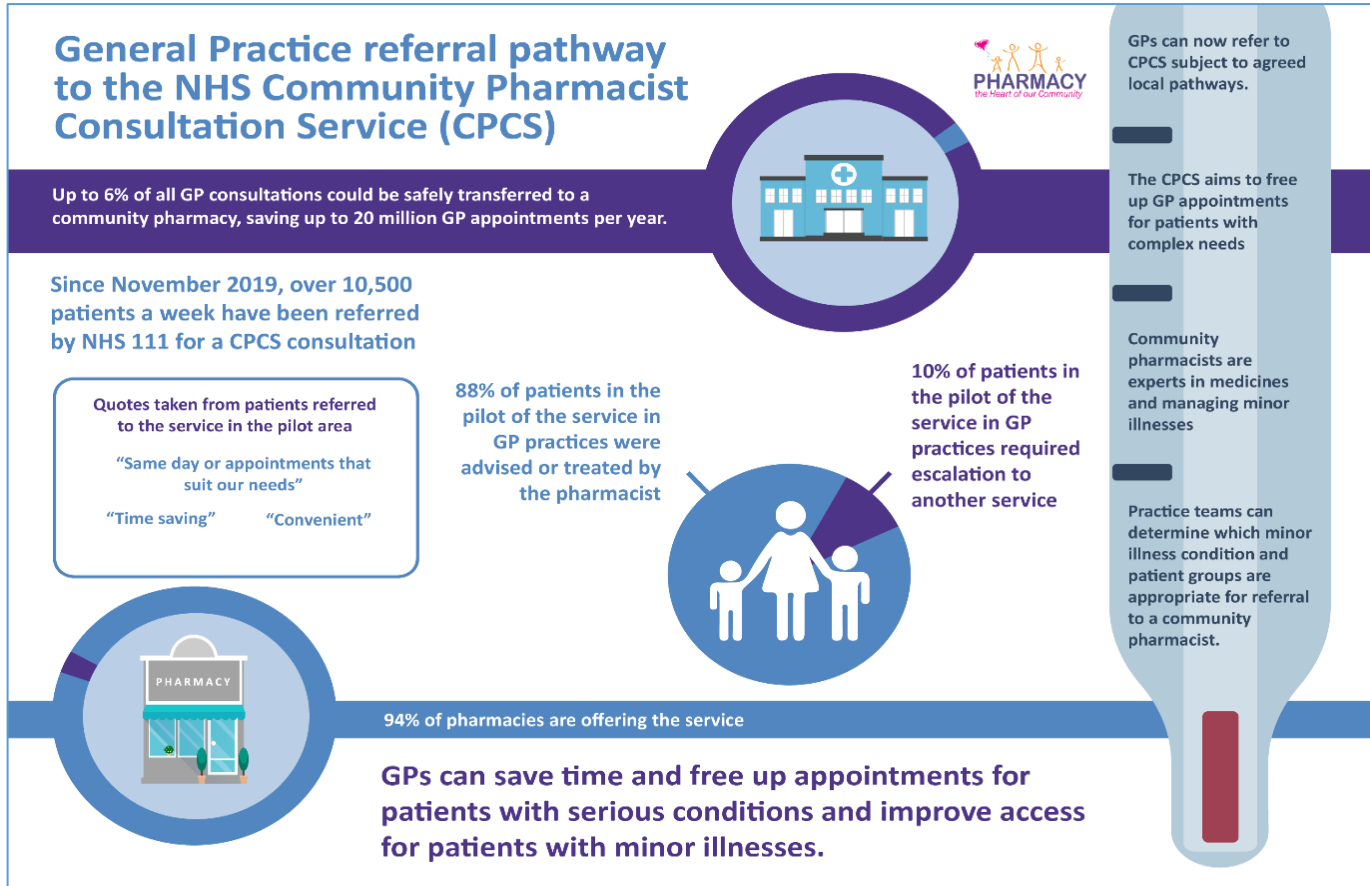 General Practice referral pathway
to the NHS Community Pharmacist
Consultation Service (CPCS)
PHARMACY
the Heart of our Community
Up to 6% of all GP consultations could be safely transferred to a
community pharmacy, saving up to 20 million GP appointments per year.
Since November 2019, over 10,500
patients a week have been referred
by NHS 111 for a CPCS consultation
Quotes taken from patients referred
to the service in the pilot area
“Same day or appointments that
suit our needs”
“Time saving”
“Convenient”
88% of patients in the
pilot of the service in
GP practices were
advised or treated by
the pharmacist
10% of patients in
the pilot of the
service in GP
practices required
escalation to
another service
PHARMACY
94% of pharmacies are offering the service
GPs can save time and free up appointments for
patients with serious conditions and improve access
for patients with minor illnesses.
GPs can now refer to
CPCS subject to agreed
local pathways.
The CPCS aims to free
up GP appointments
for patients with
complex needs
Community
pharmacists are
experts in medicines
and managing minor
illnesses
Practice teams can
determine which minor
illness condition and
patient groups are
appropriate for referral
to a community
pharmacist.